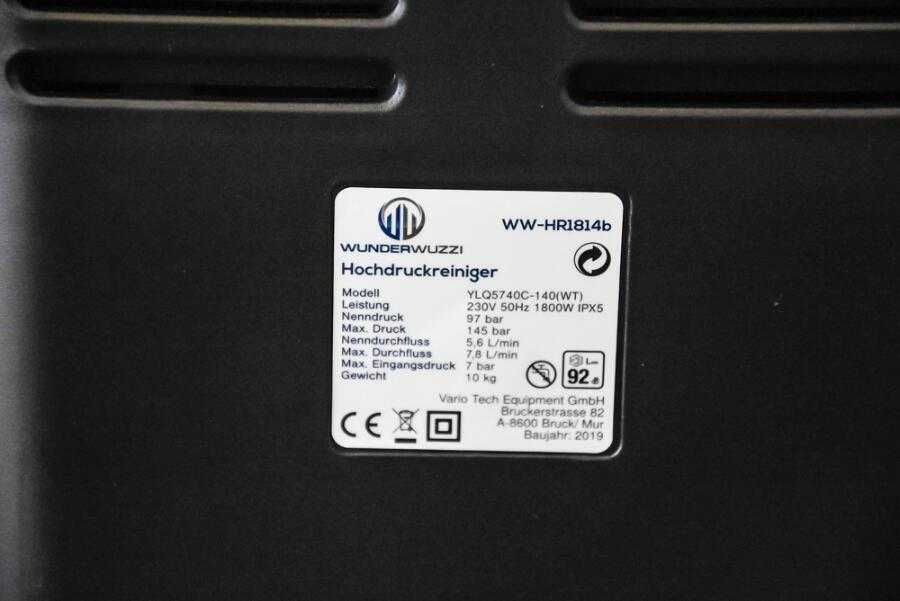 WUNDERWUZZI
WW-HR1814b
Hochdruckreiniger
Modell YLQ5740C-140(WT)
Leistung 230V 50Hz 1800W IPX5
Nenndruck 97 bar
Max. Druck 145 bar
Nenndurchfluss 5,6 L/min
Max. Durchfluss 7,8 L/min
Max. Eingangsdruck 7 bar
Gewicht 10 kg
92 dB
Vario Tech Equipment GmbH
Bruckerstrasse 82
A-8600 Bruck/ Mur
Baujahr: 2019
CE